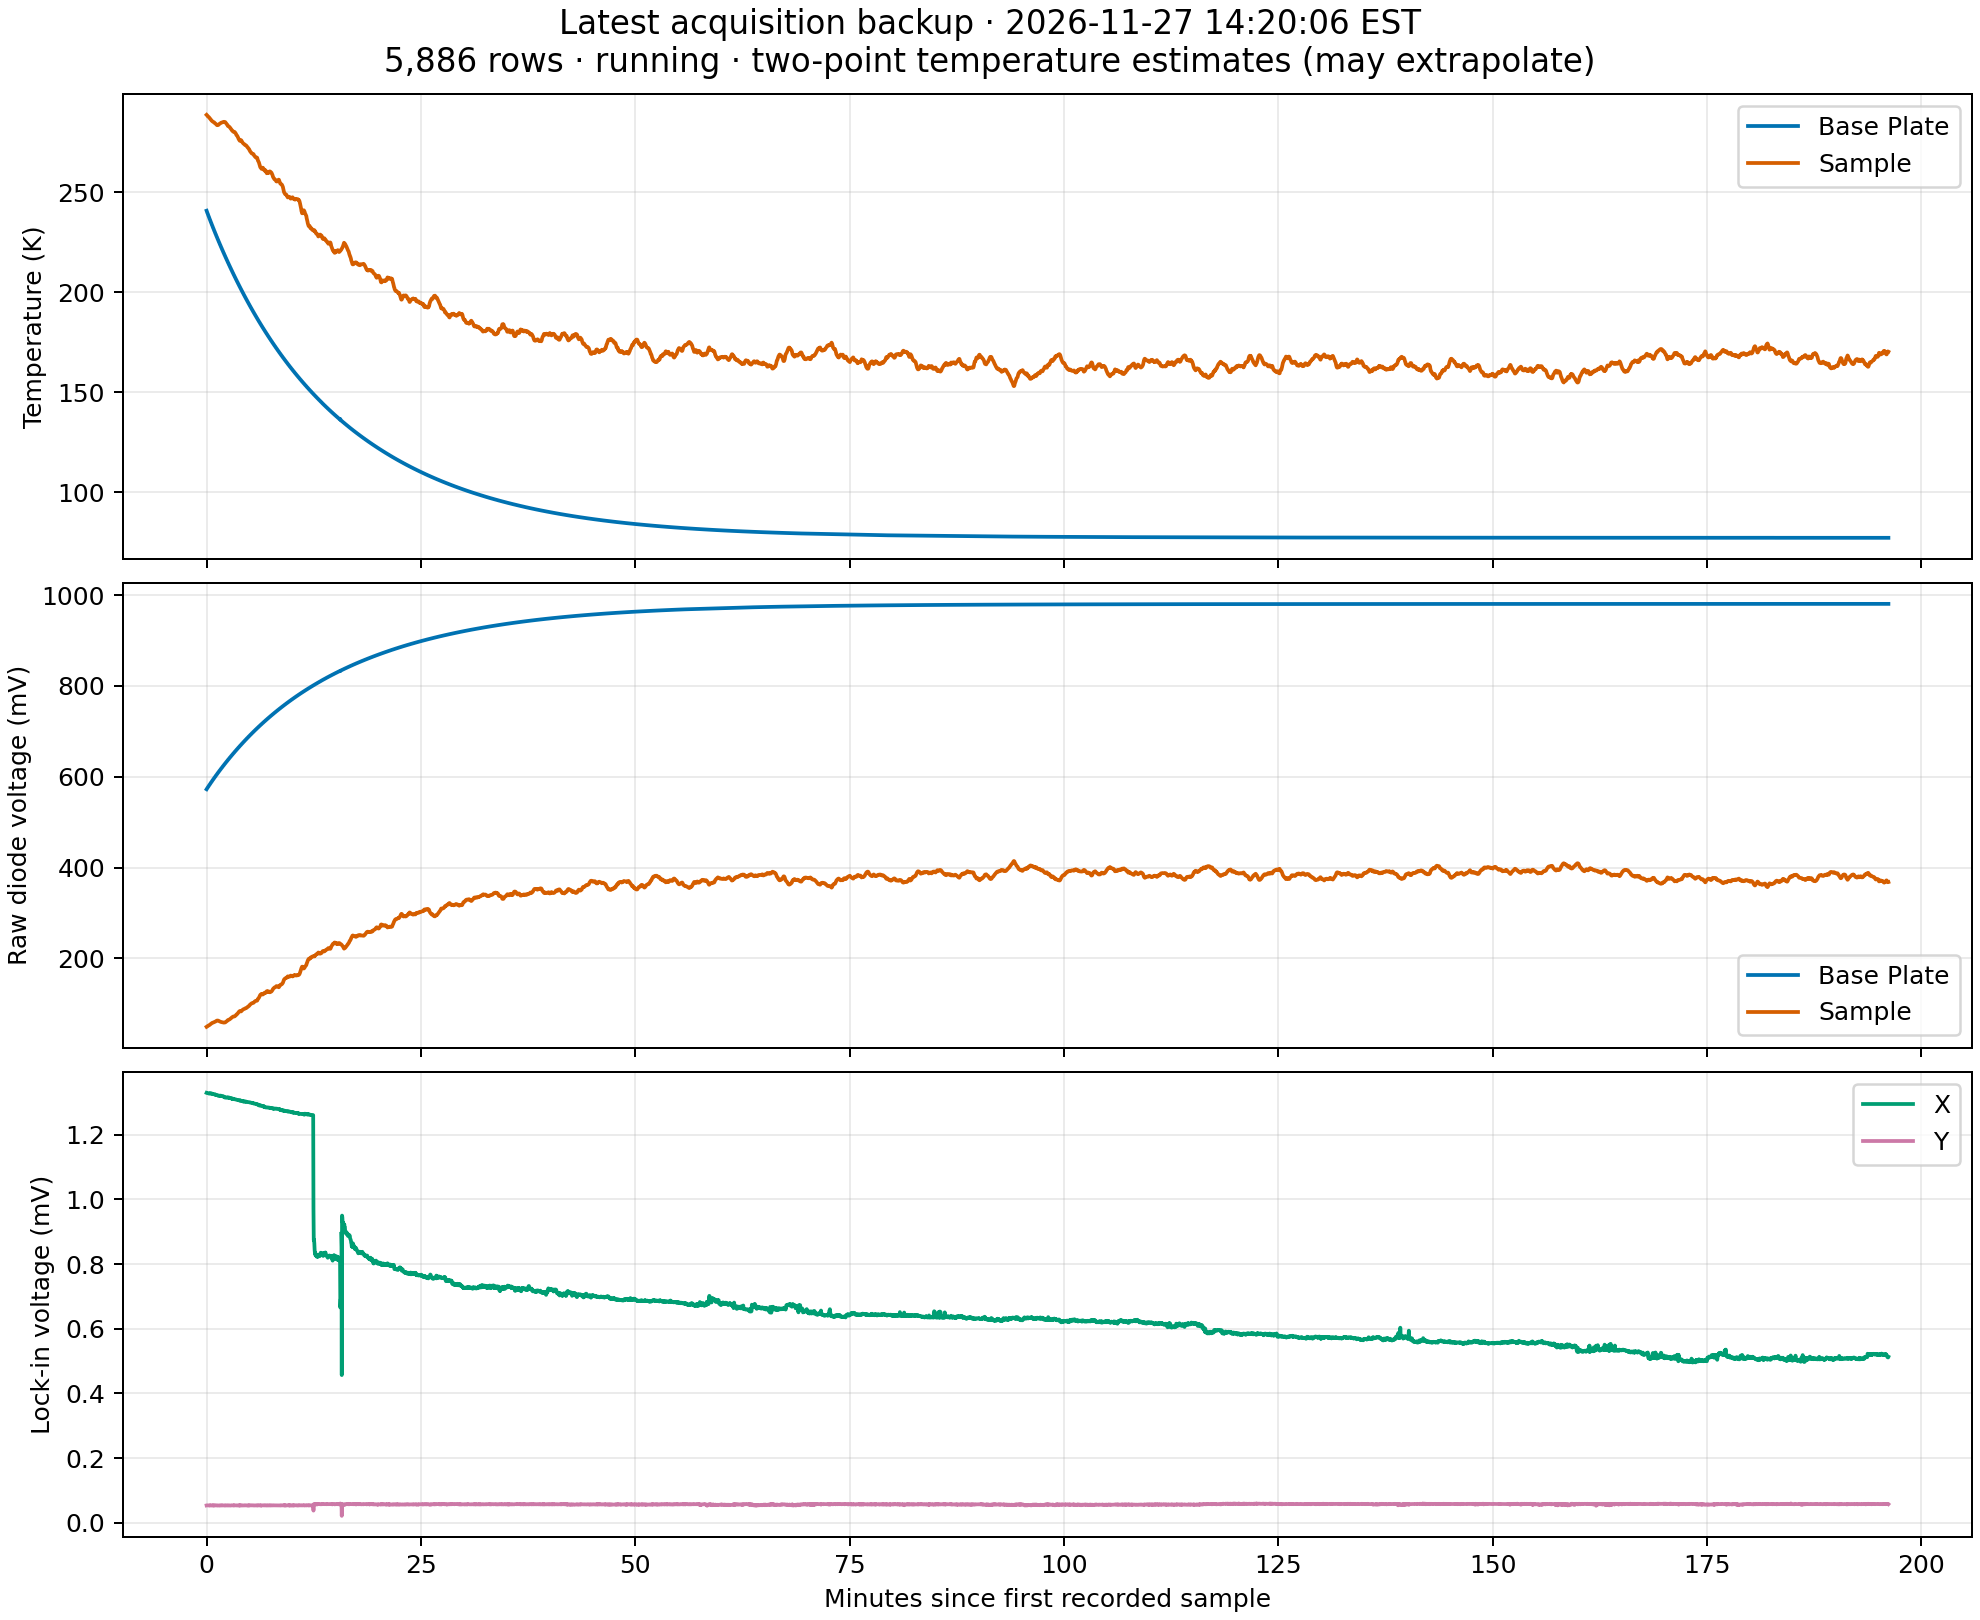 Latest acquisition backup · 2026-11-27 14:20:06 EST
5,886 rows · running · two-point temperature estimates (may extrapolate)
Temperature (K)
250
200
150
100
Base Plate
Sample
Raw diode voltage (mV)
1000
800
600
400
200
Base Plate
Sample
Lock-in voltage (mV)
1.2
1.0
0.8
0.6
0.4
0.2
0.0
X
Y
0 25 50 75 100 125 150 175 200
Minutes since first recorded sample